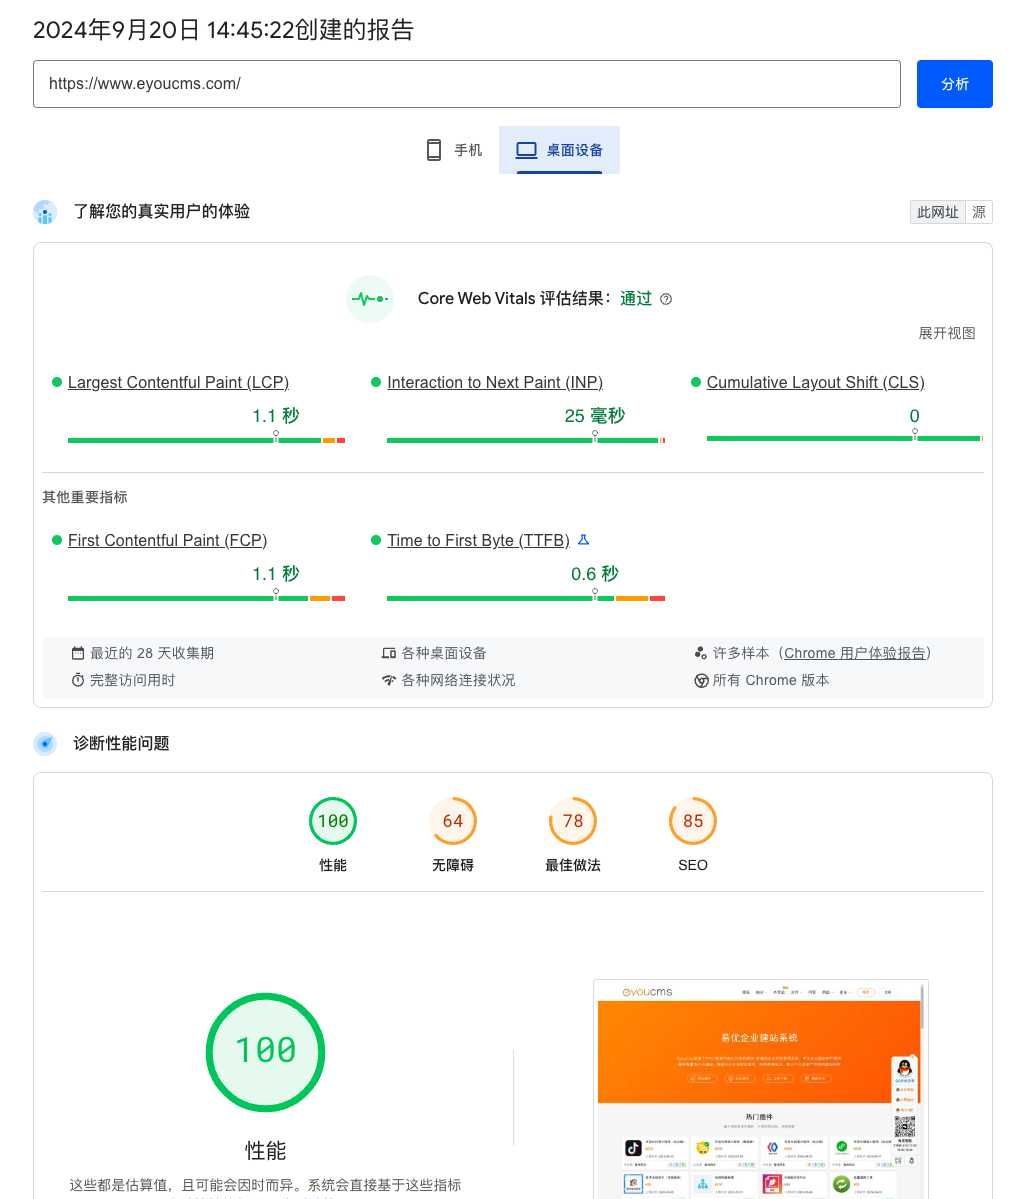 2024年9月20日 14:45:22创建的报告
https://www.eyoucms.com/
分析
手机
桌面设备
了解您的真实用户的体验
此网址
源
Core Web Vitals 评估结果：通过
展开视图
Largest Contentful Paint (LCP)
1.1 秒
Interaction to Next Paint (INP)
25 毫秒
Cumulative Layout Shift (CLS)
0
其他重要指标
First Contentful Paint (FCP)
1.1 秒
Time to First Byte (TTFB)
0.6 秒
最近的 28 天收集期
各种桌面设备
许多样本（Chrome 用户体验报告）
完整访问用时
各种网络连接状况
所有 Chrome 版本
诊断性能问题
100
性能
64
无障碍
78
最佳做法
85
SEO
100
性能
这些都是估算值，且可能会因时而异。系统会直接基于这些指标
eyoucms
易优企业建站系统
热门插件